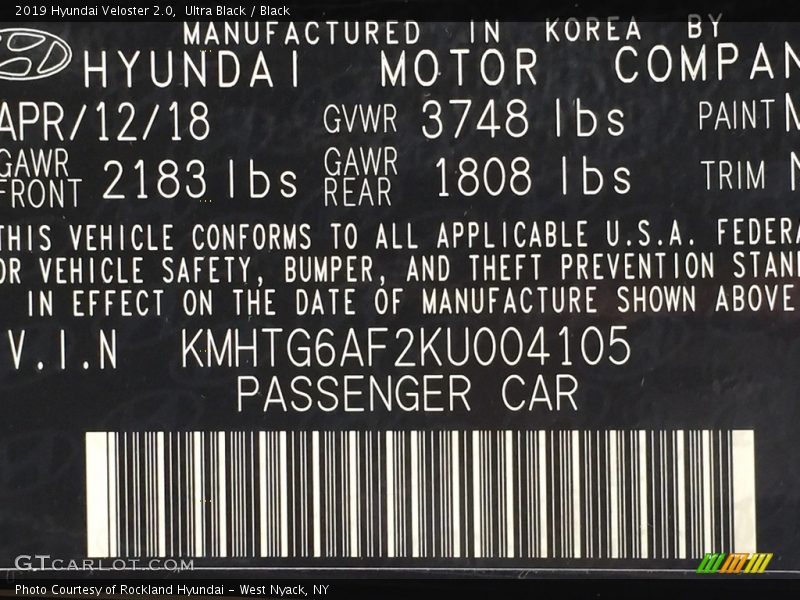 2019 Hyundai Veloster 2.0,  Ultra Black / Black
MANUFACTURED IN KOREA BY
HYUNDAI MOTOR COMPAN
APR/12/18 GVWR 3748 lbs PAINT
GAWR FRONT 2183 lbs GAWR REAR 1808 lbs TRIM
THIS VEHICLE CONFORMS TO ALL APPLICABLE U.S.A. FEDERA
OR VEHICLE SAFETY, BUMPER, AND THEFT PREVENTION STAN
IN EFFECT ON THE DATE OF MANUFACTURE SHOWN ABOVE
V.I.N KMHTG6AF2KU004105
PASSENGER CAR
GTCARLOT.COM
Photo Courtesy of Rockland Hyundai - West Nyack, NY